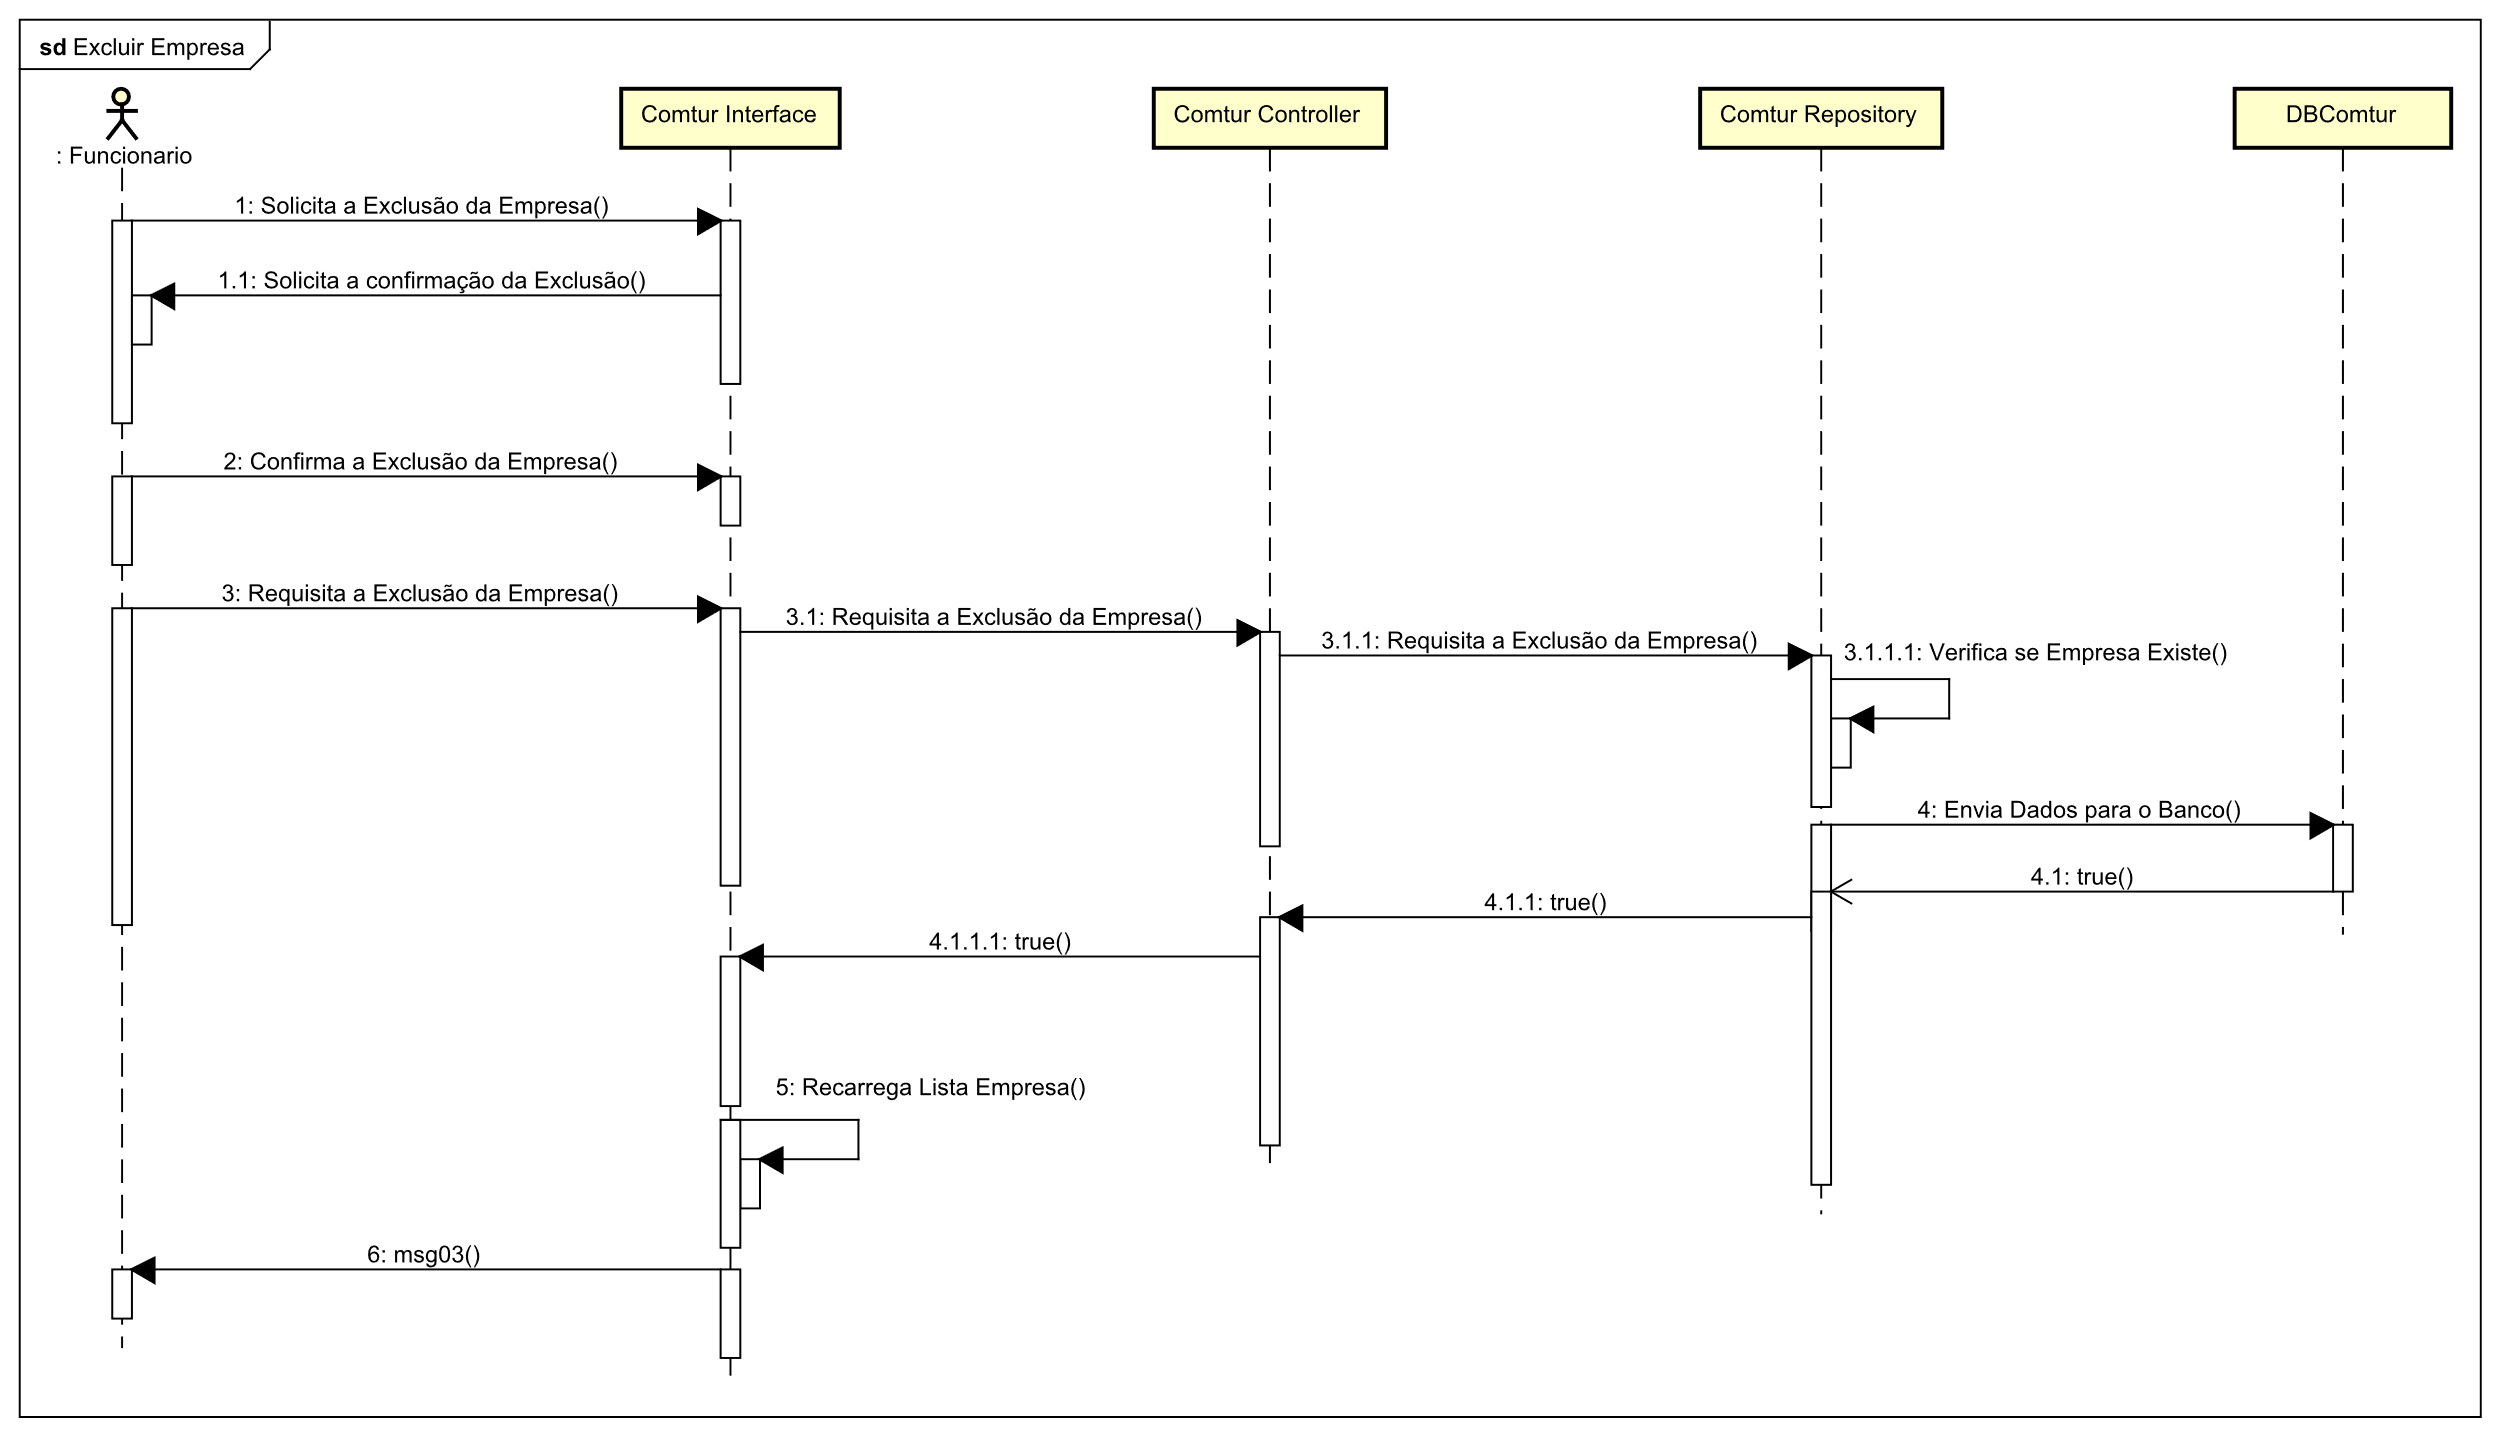 sd Excluir Empresa
: Funcionario
Comtur Interface
Comtur Controller
Comtur Repository
DBComtur
1: Solicita a Exclusão da Empresa()
1.1: Solicita a confirmação da Exclusão()
2: Confirma a Exclusão da Empresa()
3: Requisita a Exclusão da Empresa()
3.1: Requisita a Exclusão da Empresa()
3.1.1: Requisita a Exclusão da Empresa()
3.1.1.1: Verifica se Empresa Existe()
4: Envia Dados para o Banco()
4.1: true()
4.1.1: true()
4.1.1.1: true()
5: Recarrega Lista Empresa()
6: msg03()